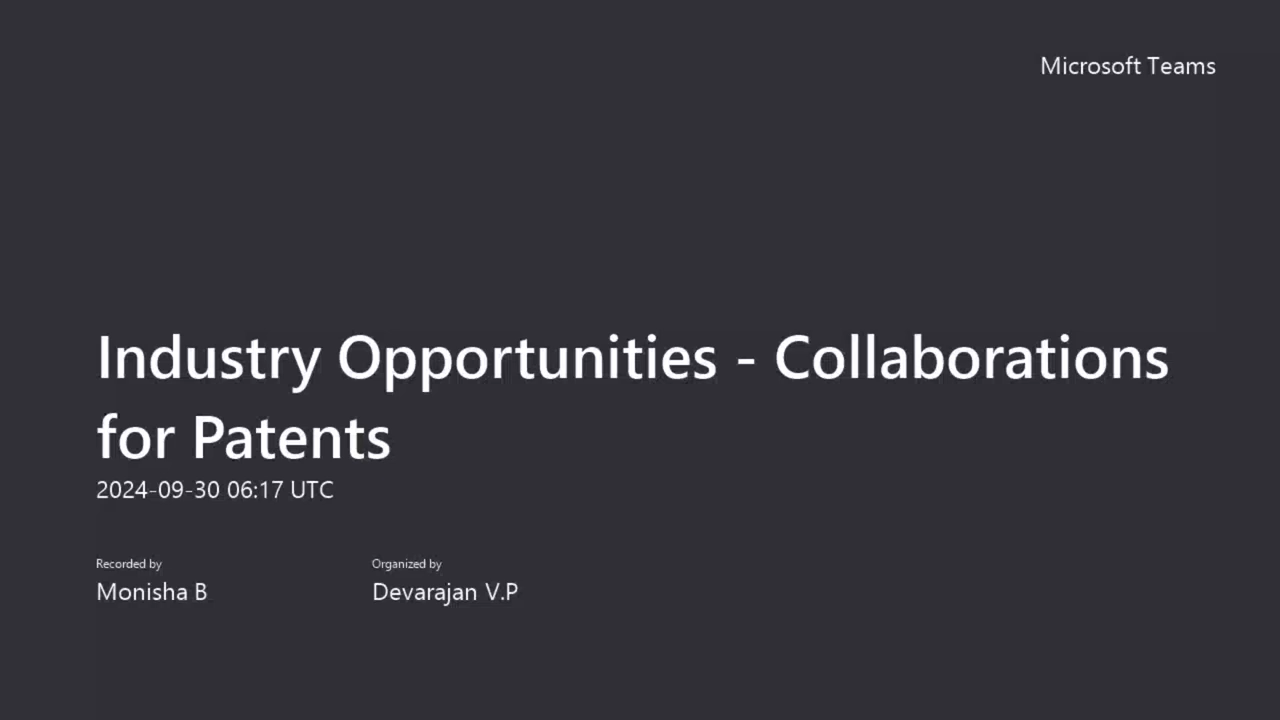 Microsoft Teams
Industry Opportunities - Collaborations
for Patents
2024-09-30 06:17 UTC
Recorded by
Organized by
Monisha B
Devarajan V.P